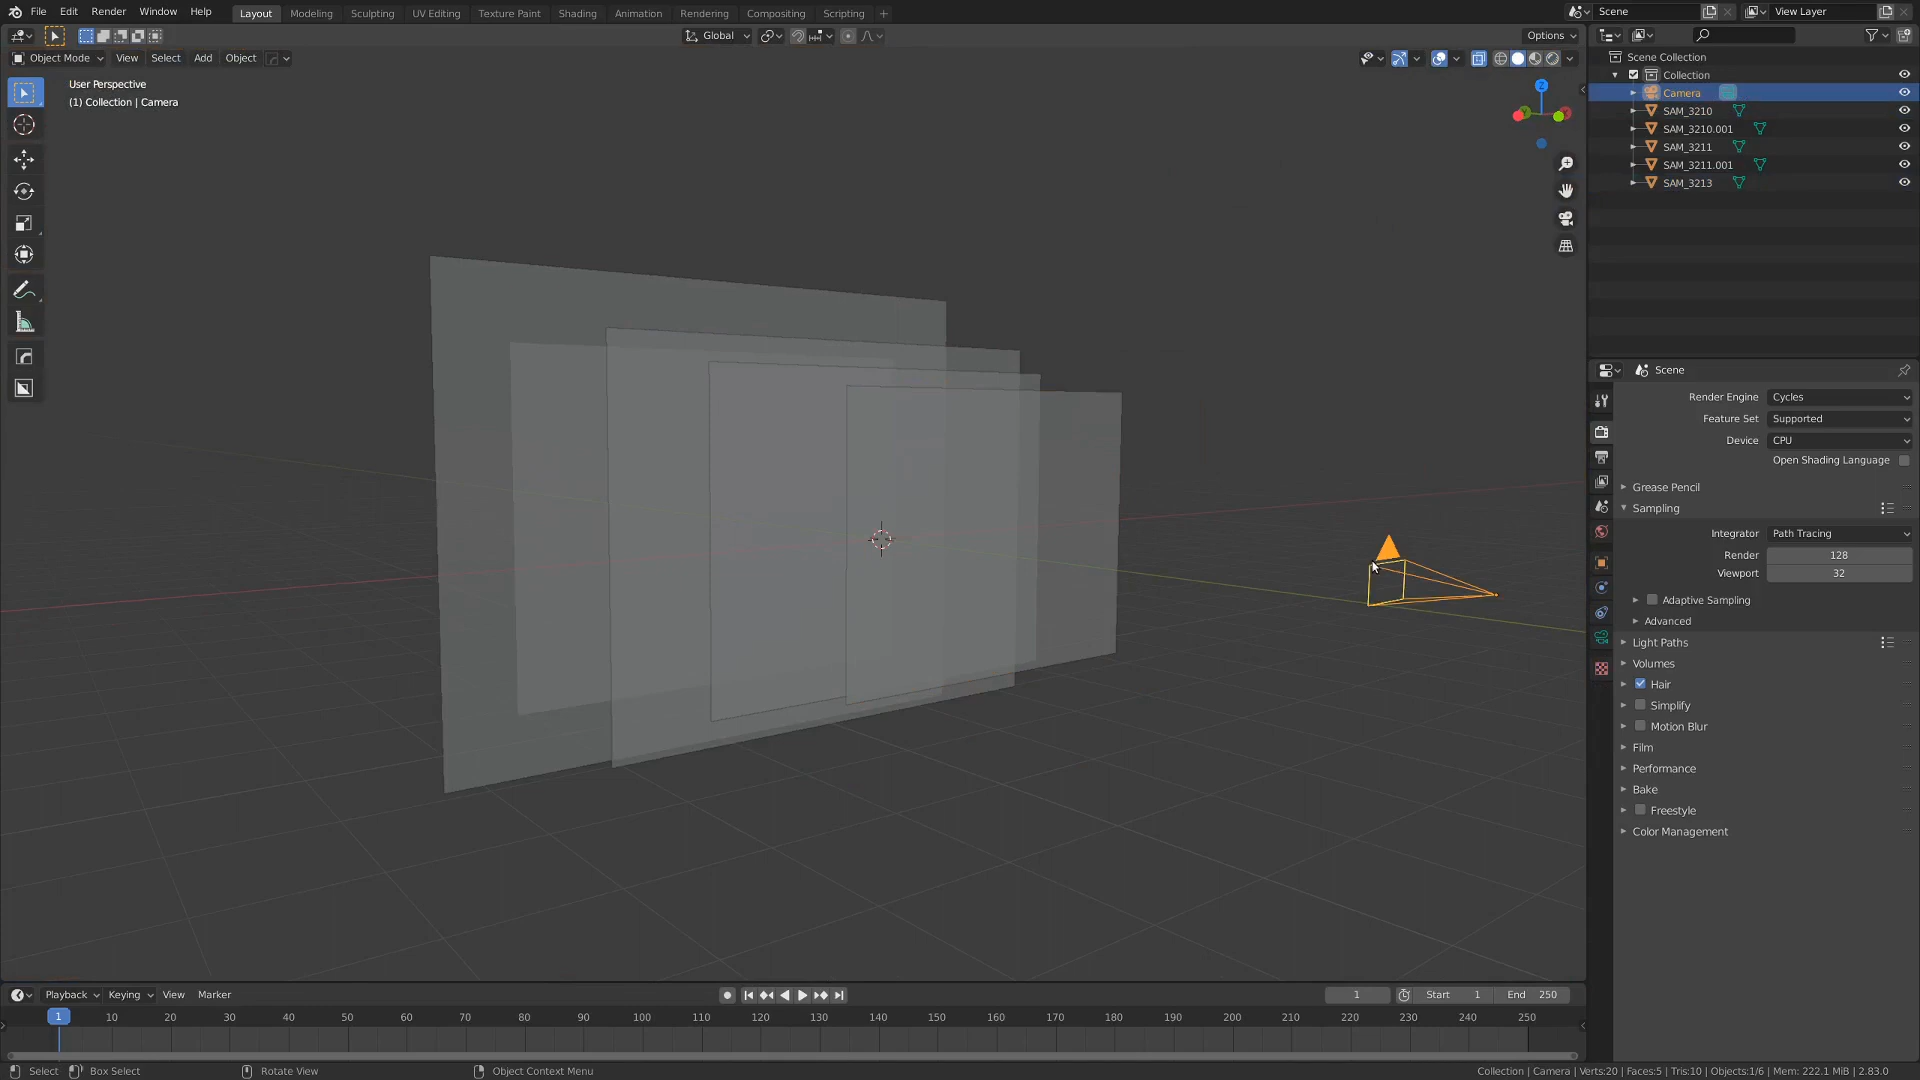 File Edit Render Window Help Layout Modeling Sculpting UV Editing Texture Paint Shading Animation Rendering Compositing Scripting + Scene View Layer
Global Options
Object Mode View Select Add Object
User Perspective
(1) Collection | Camera
Z
Scene Collection
Collection
Camera
SAM_3210
SAM_3210.001
SAM_3211
SAM_3211.001
SAM_3213
Scene
Render Engine Cycles
Feature Set Supported
Device CPU
Open Shading Language
Grease Pencil
Sampling
Integrator Path Tracing
Render 128
Viewport 32
Adaptive Sampling
Advanced
Light Paths
Volumes
Hair
Simplify
Motion Blur
Film
Performance
Bake
Freestyle
Color Management
Playback Keying View Marker 1 Start 1 End 250
1 10 20 30 40 50 60 70 80 90 100 110 120 130 140 150 160 170 180 190 200 210 220 230 240 250
Select Box Select Rotate View Object Context Menu Collection | Camera | Verts:20 | Faces:5 | Tris:10 | Objects:1/6 | Mem: 222.1 MiB | 2.83.0